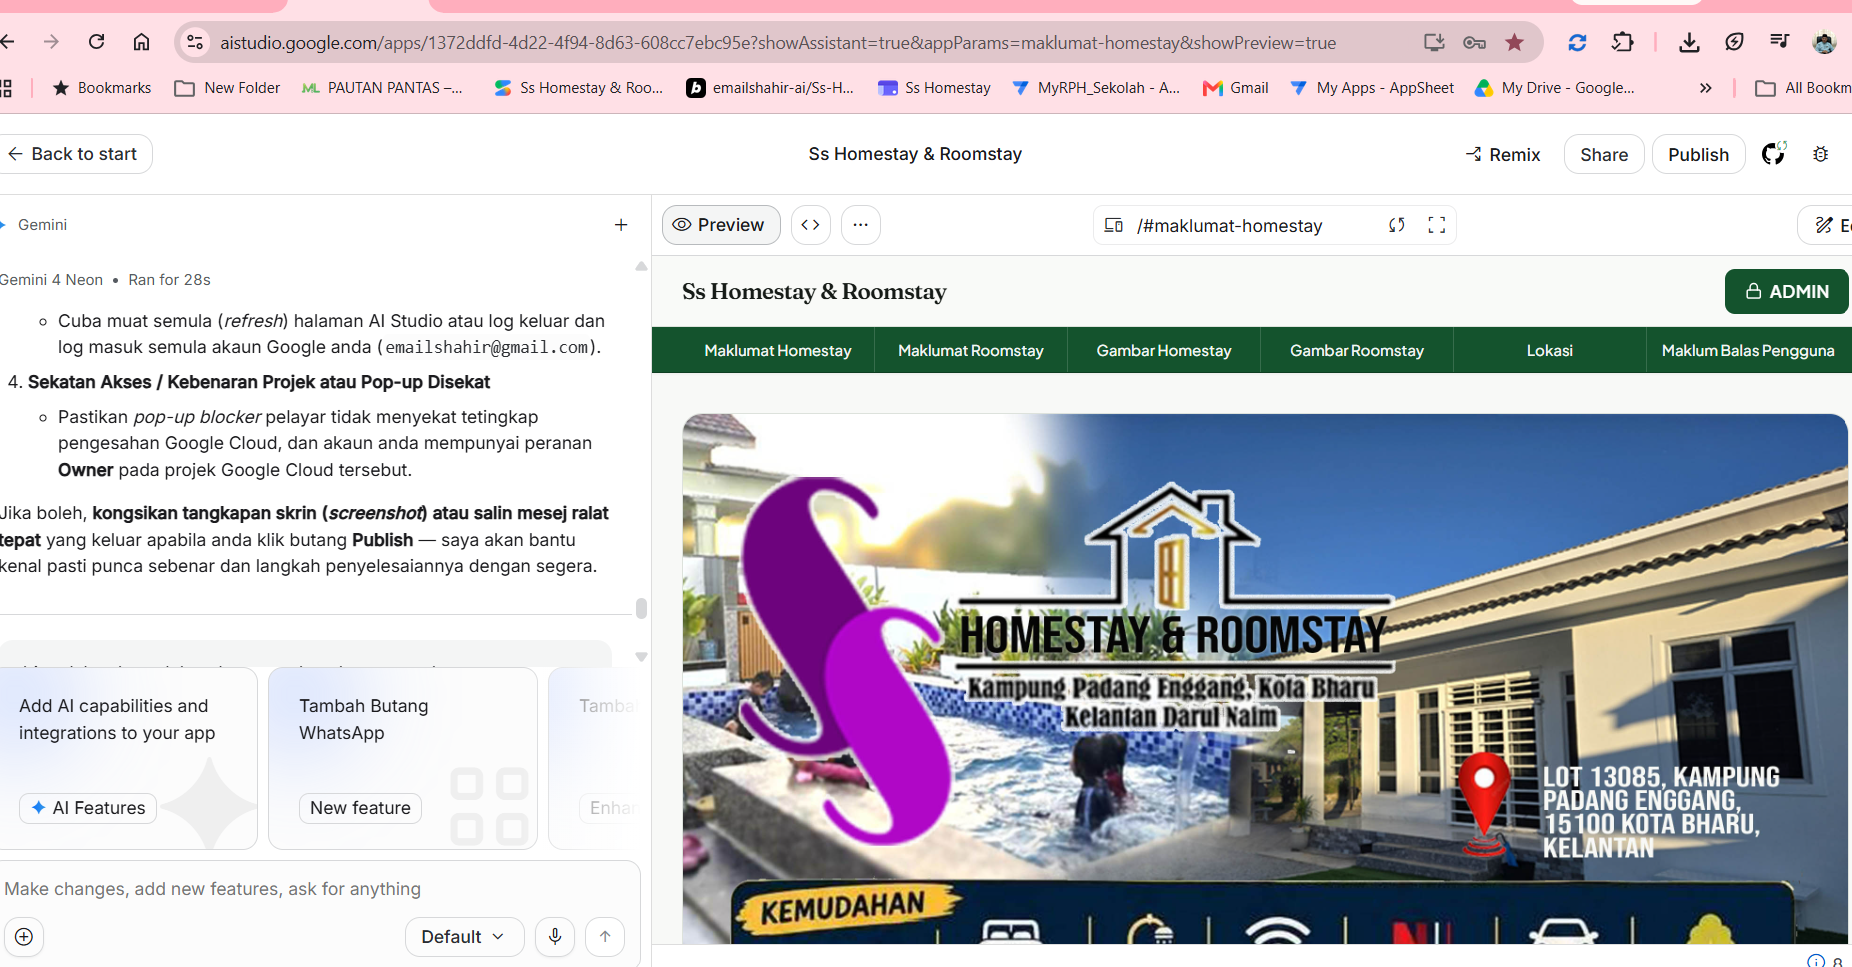 aistudio.google.com/apps/1372ddfd-4d22-4f94-8d63-608cc7ebc95e?showAssistant=true&appParams=maklumat-homestay&showPreview=true
Bookmarks
New Folder
ML PAUTAN PANTAS –...
Ss Homestay & Roo...
b emailshahir-ai/Ss-H...
Ss Homestay
MyRPH_Sekolah - A...
Gmail
My Apps - AppSheet
My Drive - Google...
»
All Bookm
Back to start
Ss Homestay & Roomstay
Remix
Share
Publish
Gemini
Preview
/#maklumat-homestay
Gemini 4 Neon • Ran for 28s
Cuba muat semula (refresh) halaman AI Studio atau log keluar dan
log masuk semula akaun Google anda (emailshahir@gmail.com).
4. Sekatan Akses / Kebenaran Projek atau Pop-up Disekat
Pastikan pop-up blocker pelayar tidak menyekat tetingkap
pengesahan Google Cloud, dan akaun anda mempunyai peranan
Owner pada projek Google Cloud tersebut.
Jika boleh, kongsikan tangkapan skrin (screenshot) atau salin mesej ralat
tepat yang keluar apabila anda klik butang Publish — saya akan bantu
kenal pasti punca sebenar dan langkah penyelesaiannya dengan segera.
Add AI capabilities and
integrations to your app
AI Features
Tambah Butang
WhatsApp
New feature
Tamba
Enhan
Make changes, add new features, ask for anything
Default
Ss Homestay & Roomstay
ADMIN
Maklumat Homestay
Maklumat Roomstay
Gambar Homestay
Gambar Roomstay
Lokasi
Maklum Balas Pengguna
HOMESTAY & ROOMSTAY
Kampung Padang Enggang, Kota Bharu
Kelantan Darul Naim
LOT 13085, KAMPUNG
PADANG ENGGANG,
15100 KOTA BHARU,
KELANTAN
KEMUDAHAN
8